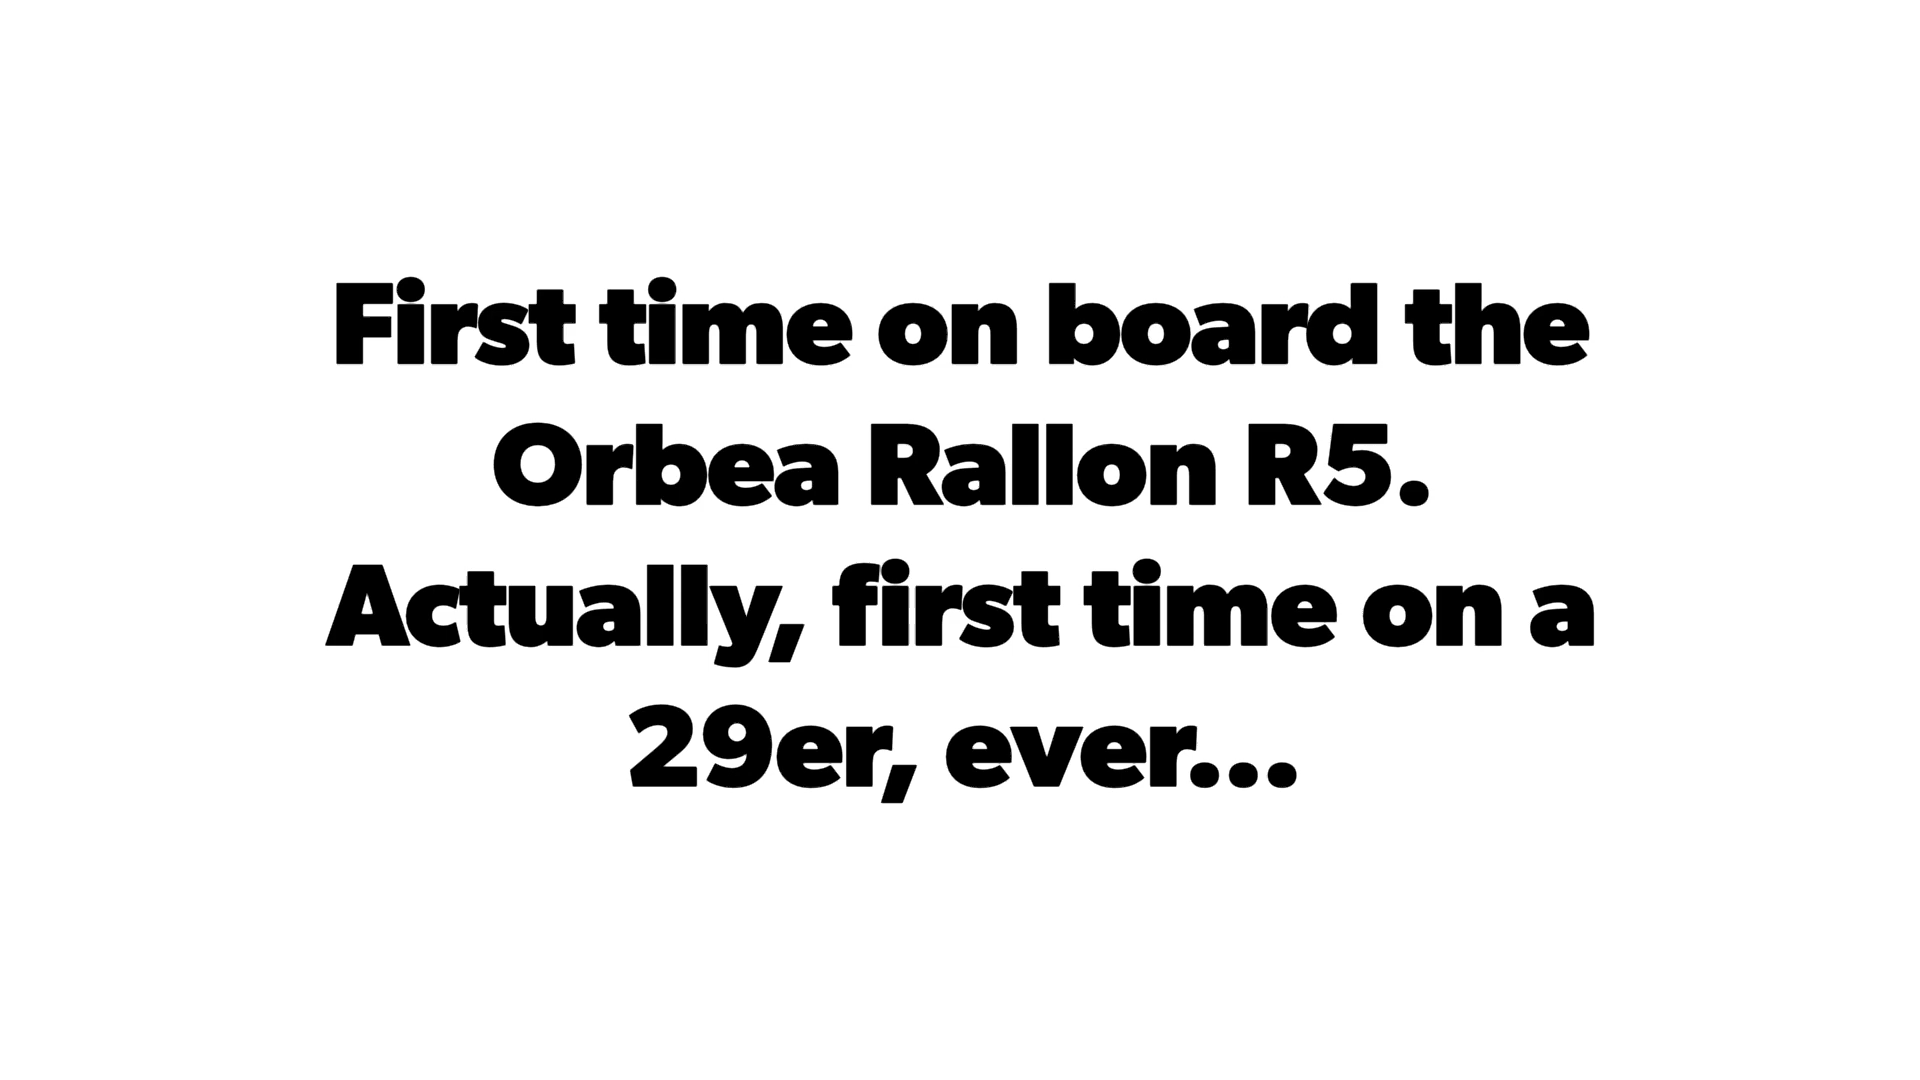 First time on board the
Orbea Rallon R5.
Actually, first time on a
29er, ever...